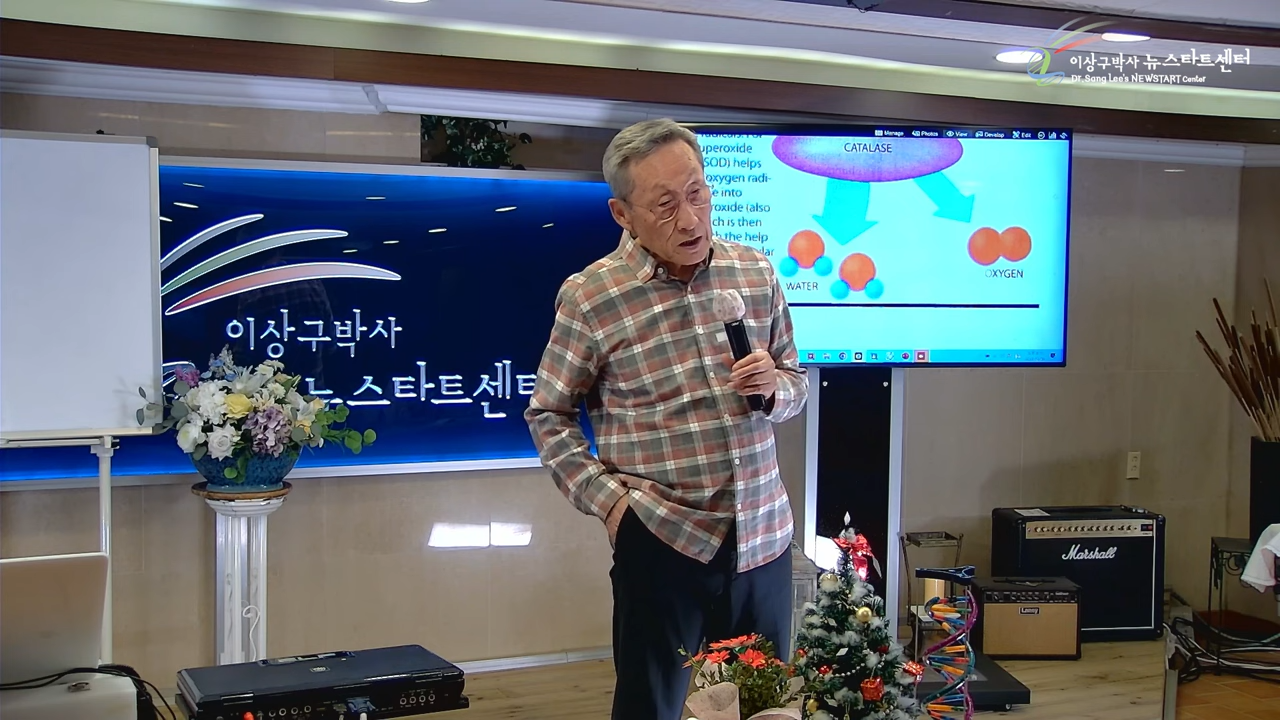 이상구박사 뉴스타트센터
Dr. Sang Lee's NEWSTART Center
Manage Photos View Develop Edit
CATALASE
uperoxide
SOD) helps
oxygen radi-
e into
roxide (also
ch is then
the help
WATER
OXYGEN
이상구박사
뉴스타트센터
Marshall
Laney